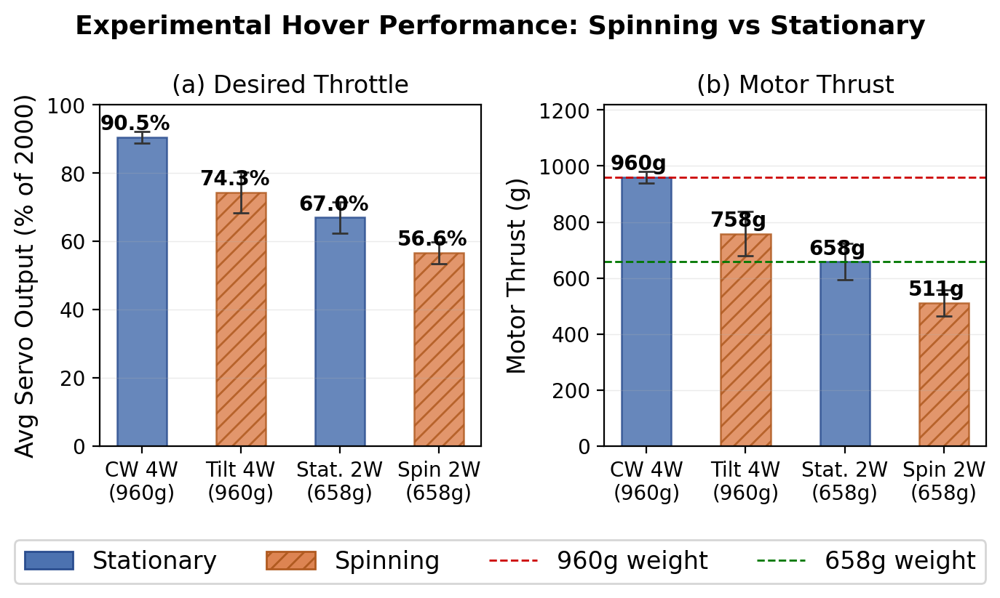 Experimental Hover Performance: Spinning vs Stationary
(a) Desired Throttle
Avg Servo Output (% of 2000)
100
80
60
40
20
0
90.5%
74.3%
67.0%
56.6%
CW 4W
(960g)
Tilt 4W
(960g)
Stat. 2W
(658g)
Spin 2W
(658g)
(b) Motor Thrust
Motor Thrust (g)
1200
1000
800
600
400
200
0
960g
758g
658g
511g
CW 4W
(960g)
Tilt 4W
(960g)
Stat. 2W
(658g)
Spin 2W
(658g)
Stationary
Spinning
960g weight
658g weight